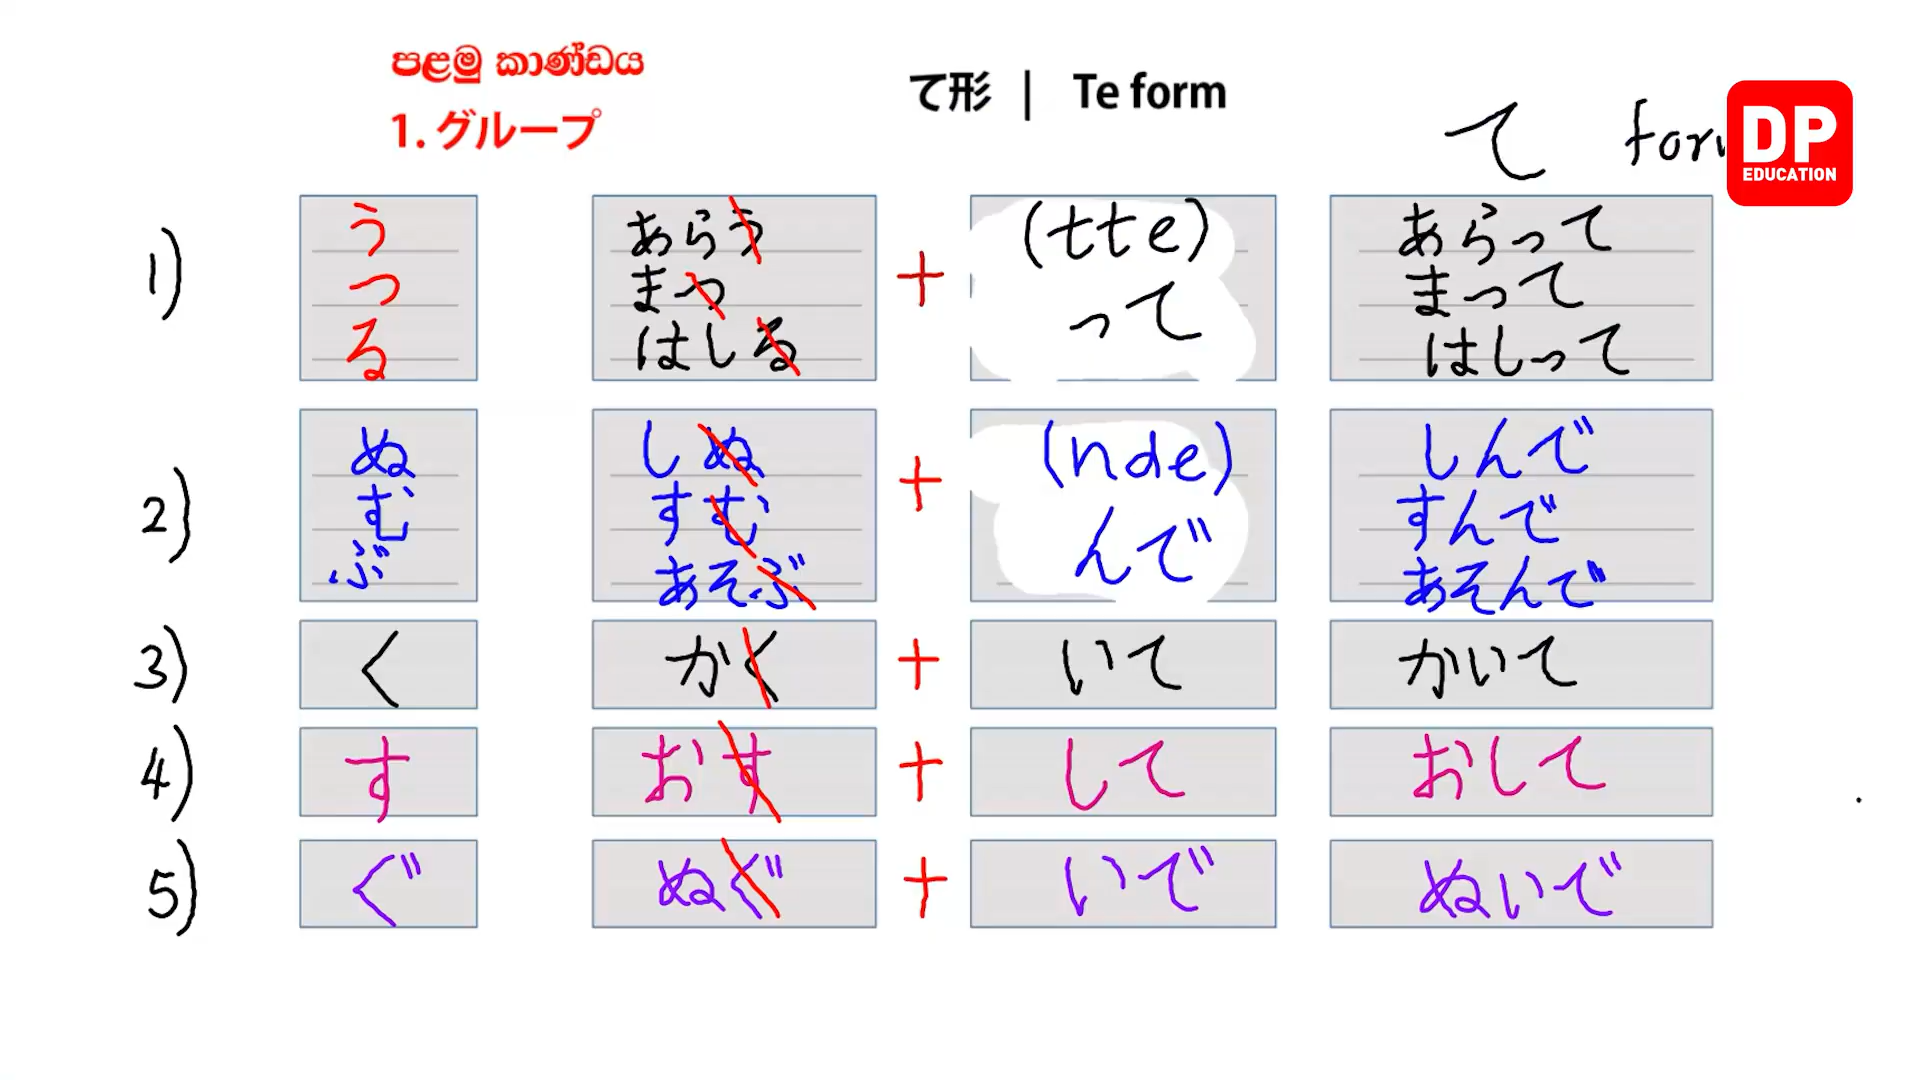 පළමු කාණ්ඩය
1. グループ
て形 | Te form
て
DP
EDUCATION
1) う あらう + (tte) あらって
つ まつ って まって
る はしる はしって
2) ぬ しぬ + (nde) しんで
む すむ んで すんで
ぶ あそぶ あそんで
3) く かく + いて かいて
4) す おす + して おして
5) ぐ ぬぐ + いで ぬいで